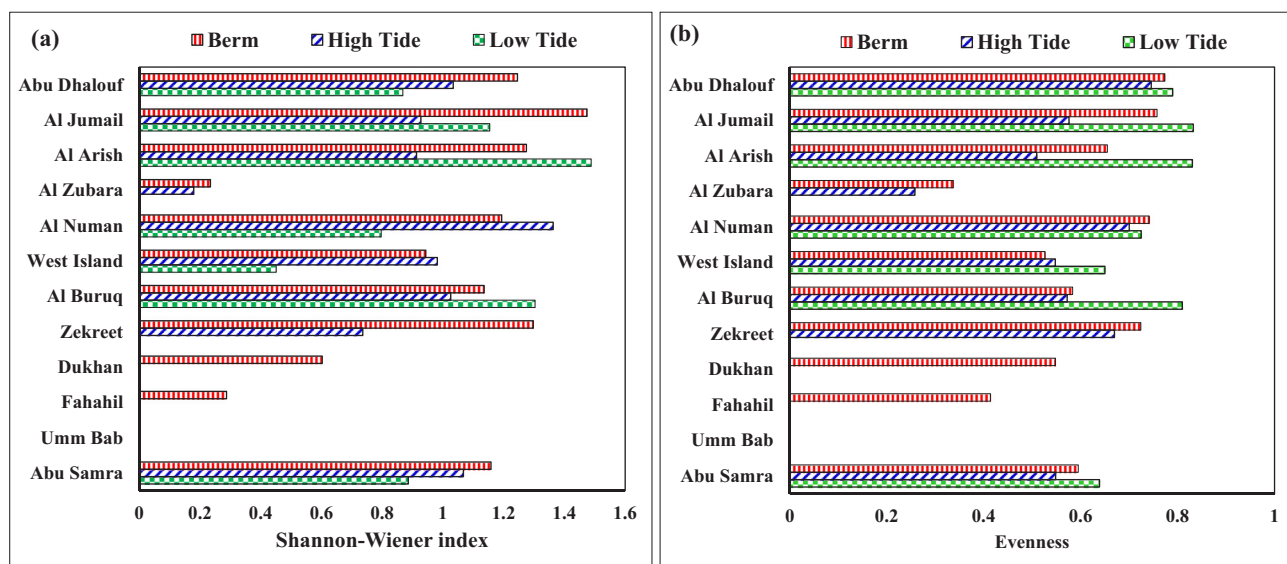 (a)
Berm High Tide Low Tide
Abu Dhalouf
Al Jumail
Al Arish
Al Zubara
Al Numan
West Island
Al Buruq
Zekreet
Dukhan
Fahahil
Umm Bab
Abu Samra
0 0.2 0.4 0.6 0.8 1 1.2 1.4 1.6
Shannon-Wiener index
(b)
Berm High Tide Low Tide
Abu Dhalouf
Al Jumail
Al Arish
Al Zubara
Al Numan
West Island
Al Buruq
Zekreet
Dukhan
Fahahil
Umm Bab
Abu Samra
0 0.2 0.4 0.6 0.8 1
Evenness